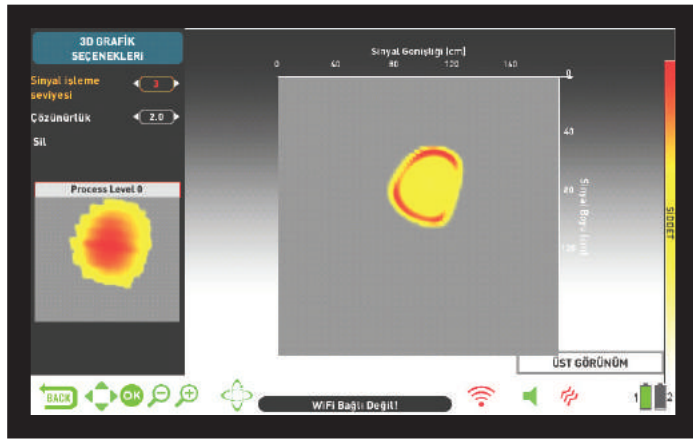 3D GRAFİK
SEÇENEKLERİ
Sinyal işleme
seviyesi
3
Çözünürlük
2.0
Sil
Process Level 0
Sinyal Genişliği [cm]
0 40 80 120 160
0
40
80
120
Sinyal Boyu [cm]
ŞİDDET
ÜST GÖRÜNÜM
BACK
OK
WiFi Bağlı Değil!
1 2